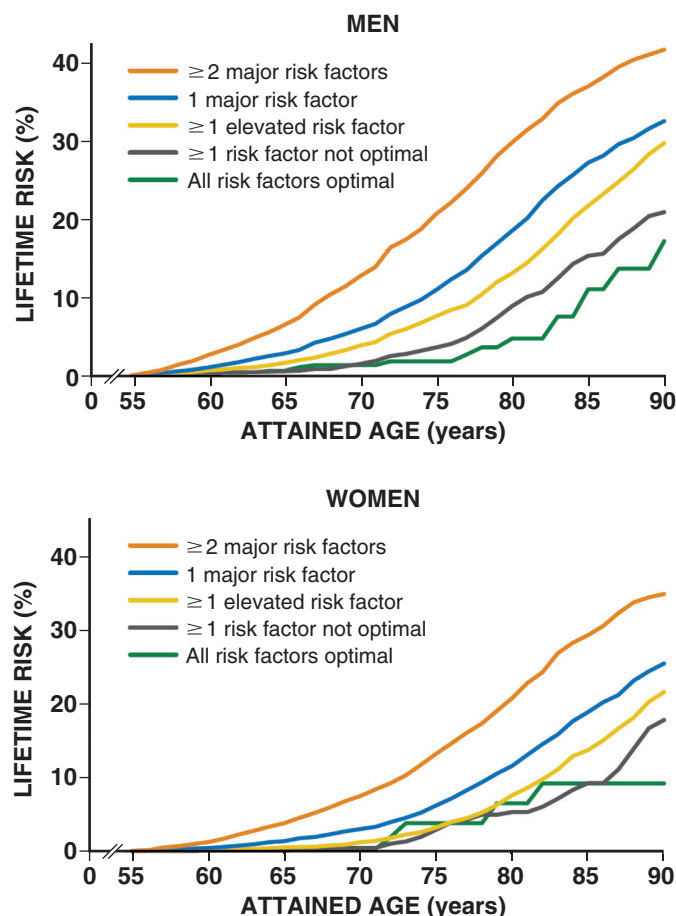 MEN
LIFETIME RISK (%)
40
30
20
10
0
≥ 2 major risk factors
1 major risk factor
≥ 1 elevated risk factor
≥ 1 risk factor not optimal
All risk factors optimal
0 55 60 65 70 75 80 85 90
ATTAINED AGE (years)
WOMEN
LIFETIME RISK (%)
40
30
20
10
0
≥ 2 major risk factors
1 major risk factor
≥ 1 elevated risk factor
≥ 1 risk factor not optimal
All risk factors optimal
0 55 60 65 70 75 80 85 90
ATTAINED AGE (years)